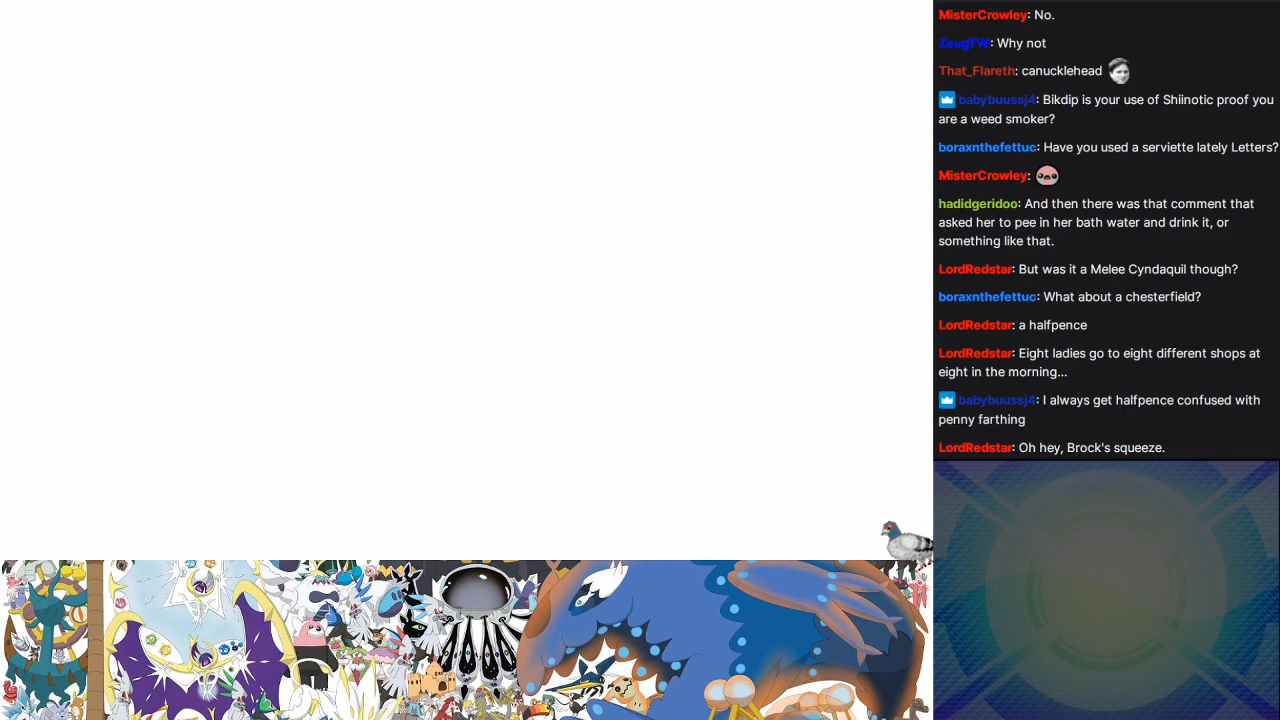 MisterCrowley: No.
ZeugTW: Why not
That_Flareth: canucklehead
babybuussj4: Bikdip is your use of Shiinotic proof you
are a weed smoker?
boraxnthefettuc: Have you used a serviette lately Letters?
MisterCrowley:
hadidgeridoo: And then there was that comment that
asked her to pee in her bath water and drink it, or
something like that.
LordRedstar: But was it a Melee Cyndaquil though?
boraxnthefettuc: What about a chesterfield?
LordRedstar: a halfpence
LordRedstar: Eight ladies go to eight different shops at
eight in the morning...
babybuussj4: I always get halfpence confused with
penny farthing
LordRedstar: Oh hey, Brock's squeeze.